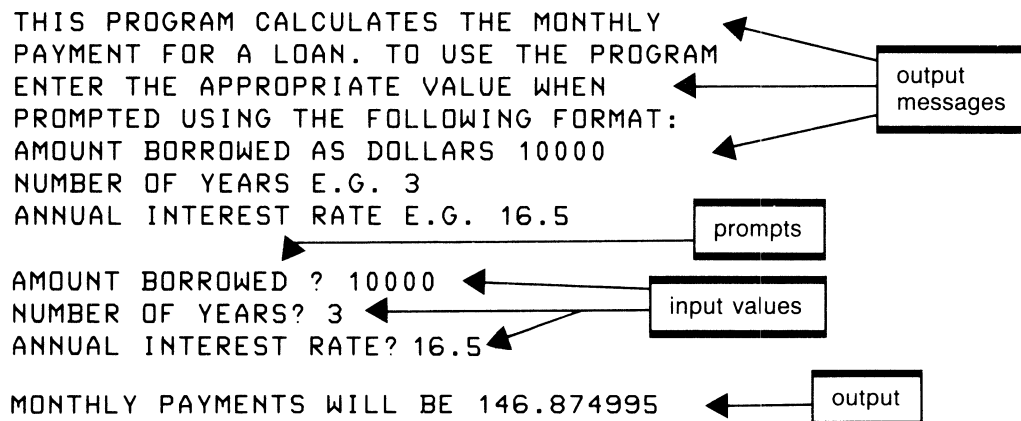 THIS PROGRAM CALCULATES THE MONTHLY
PAYMENT FOR A LOAN. TO USE THE PROGRAM
ENTER THE APPROPRIATE VALUE WHEN
PROMPTED USING THE FOLLOWING FORMAT:
AMOUNT BORROWED AS DOLLARS 10000
NUMBER OF YEARS E.G. 3
ANNUAL INTEREST RATE E.G. 16.5
output
messages
prompts
AMOUNT BORROWED ? 10000
NUMBER OF YEARS? 3
ANNUAL INTEREST RATE? 16.5
input values
MONTHLY PAYMENTS WILL BE 146.874995
output